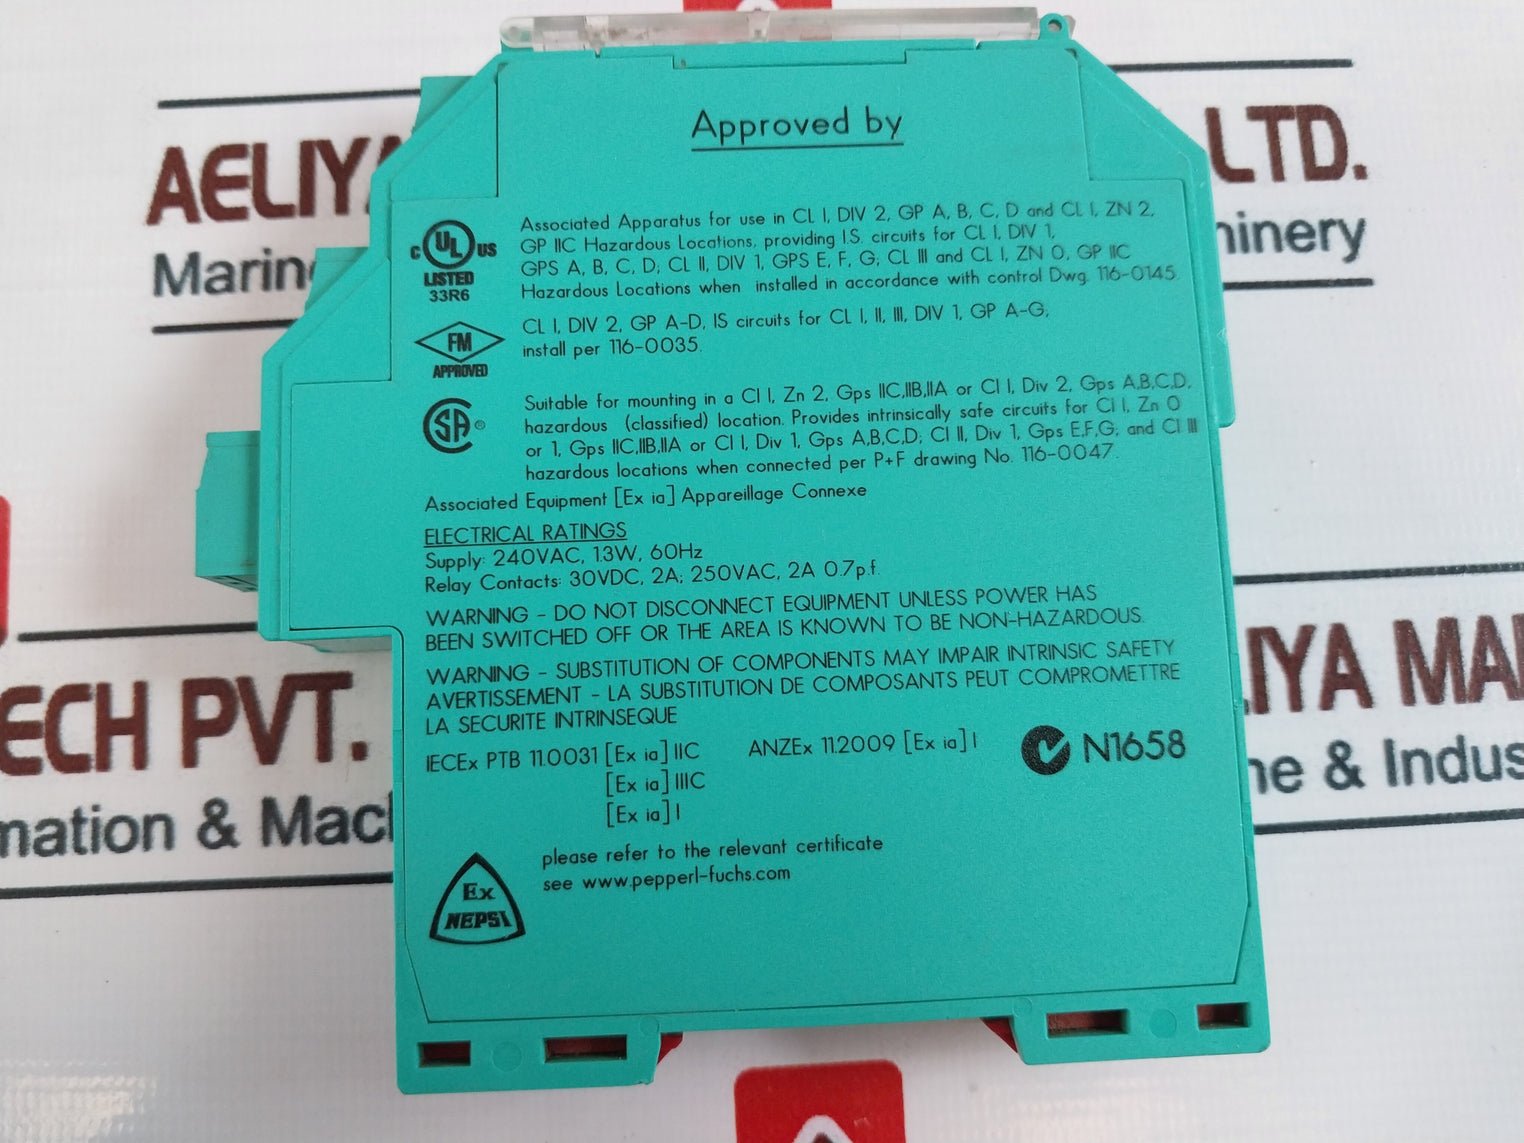 Approved by
Associated Apparatus for use in CL I, DIV 2, GP A, B, C, D and CL I, ZN 2,
GP IIC Hazardous Locations, providing I.S. circuits for CL I, DIV 1,
GPS A, B, C, D; CL II, DIV 1, GPS E, F, G; CL III and CL I, ZN 0, GP IIC
Hazardous Locations when installed in accordance with control Dwg. 116-0145.
C UL US
LISTED
33R6
CL I, DIV 2, GP A-D, IS circuits for CL I, II, III, DIV 1, GP A-G,
install per 116-0035.
FM
APPROVED
Suitable for mounting in a Cl I, Zn 2, Gps IIC,IIB,IIA or Cl I, Div 2, Gps A,B,C,D,
hazardous (classified) location. Provides intrinsically safe circuits for Cl I, Zn 0
or 1, Gps IIC,IIB,IIA or Cl I, Div 1, Gps A,B,C,D; Cl II, Div 1, Gps E,F,G; and Cl III
hazardous locations when connected per P+F drawing No. 116-0047.
SA ®
Associated Equipment [Ex ia] Appareillage Connexe
ELECTRICAL RATINGS
Supply: 240VAC, 1.3W, 60Hz
Relay Contacts: 30VDC, 2A; 250VAC, 2A 0.7p.f.
WARNING - DO NOT DISCONNECT EQUIPMENT UNLESS POWER HAS
BEEN SWITCHED OFF OR THE AREA IS KNOWN TO BE NON-HAZARDOUS.
WARNING - SUBSTITUTION OF COMPONENTS MAY IMPAIR INTRINSIC SAFETY
AVERTISSEMENT - LA SUBSTITUTION DE COMPOSANTS PEUT COMPROMETTRE
LA SECURITE INTRINSEQUE
IECEx PTB 11.0031 [Ex ia] IIC
[Ex ia] IIIC
[Ex ia] I
ANZEx 11.2009 [Ex ia] I
N1658
please refer to the relevant certificate
see www.pepperl-fuchs.com
Ex
NEPSI
AELIYA
LTD.
Marin
hinery
ECH PVT.
LIYA MA
mation & Mac
ne & Indus